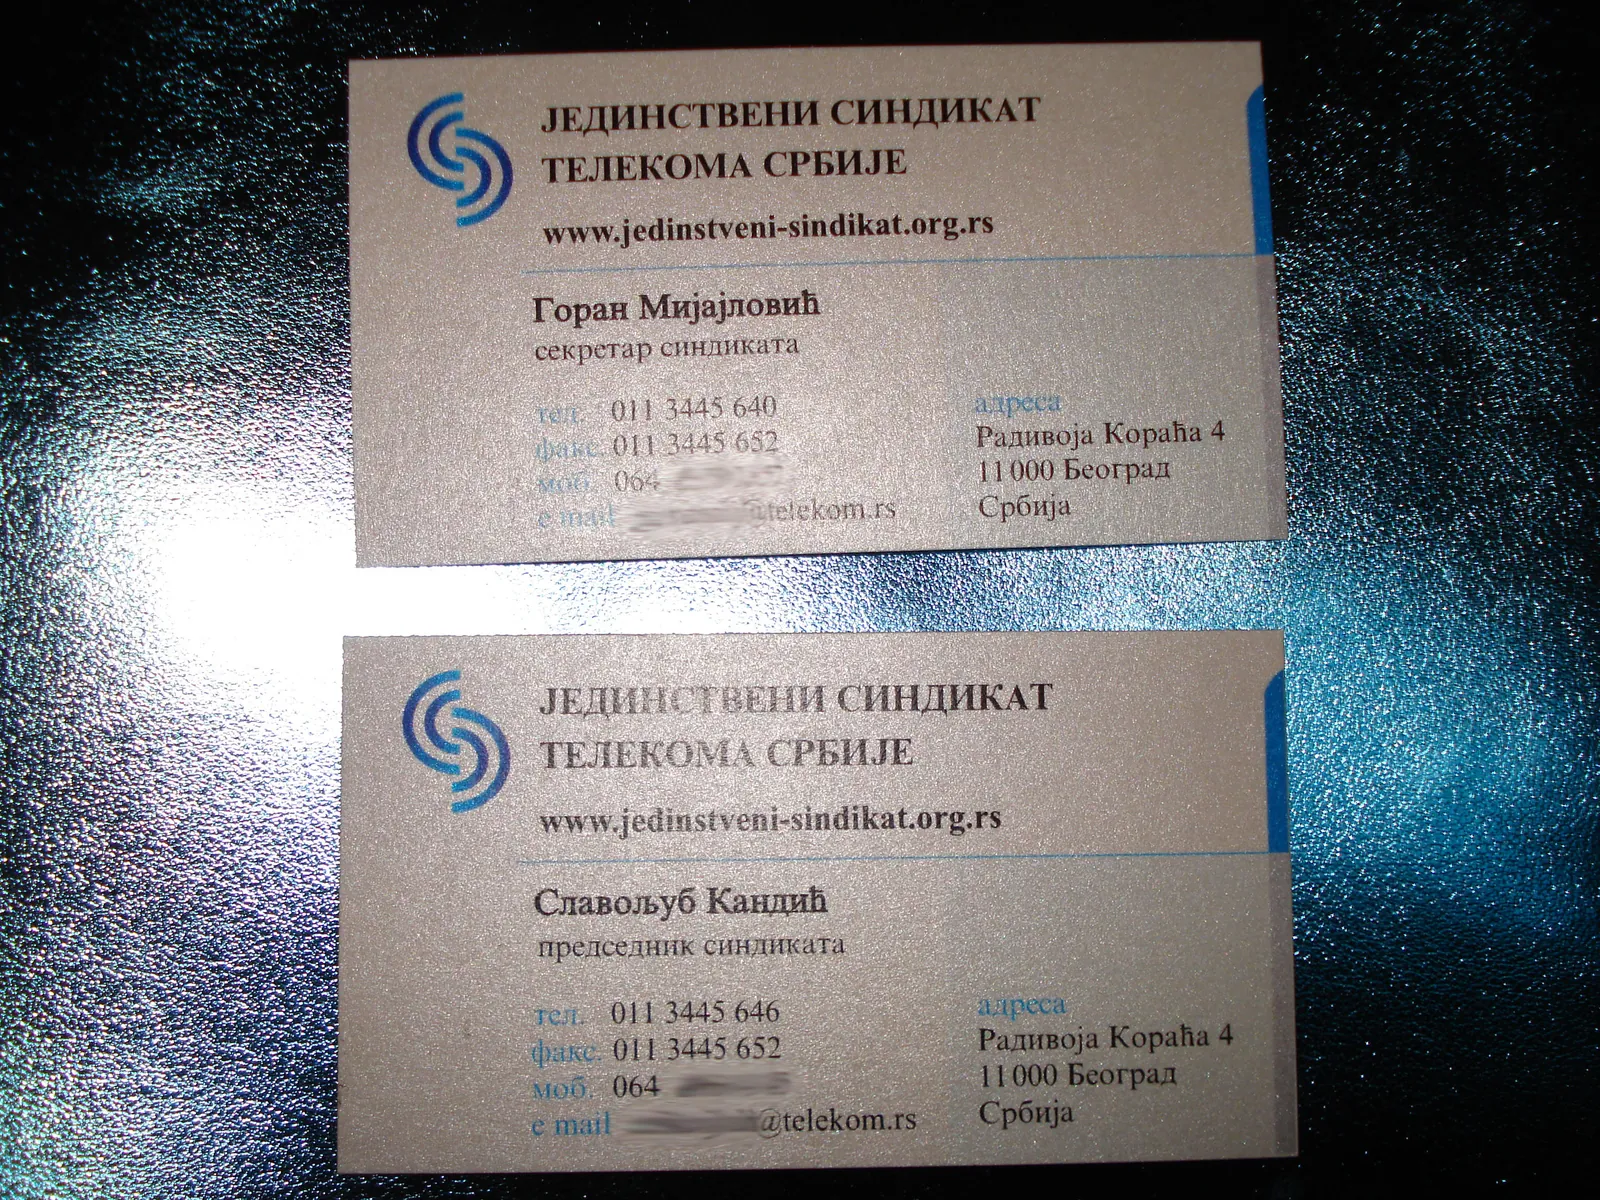 ЈЕДИНСТВЕНИ СИНДИКАТ
ТЕЛЕКОМА СРБИЈЕ
www.jedinstveni-sindikat.org.rs
Горан Мијајловић
секретар синдиката
тел. 011 3445 640
факс. 011 3445 652
моб. 064
e mail @telekom.rs
адреса
Радивоја Кораћа 4
11000 Београд
Србија
ЈЕДИНСТВЕНИ СИНДИКАТ
ТЕЛЕКОМА СРБИЈЕ
www.jedinstveni-sindikat.org.rs
Славољуб Кандић
председник синдиката
тел. 011 3445 646
факс. 011 3445 652
моб. 064
e mail @telekom.rs
адреса
Радивоја Кораћа 4
11000 Београд
Србија